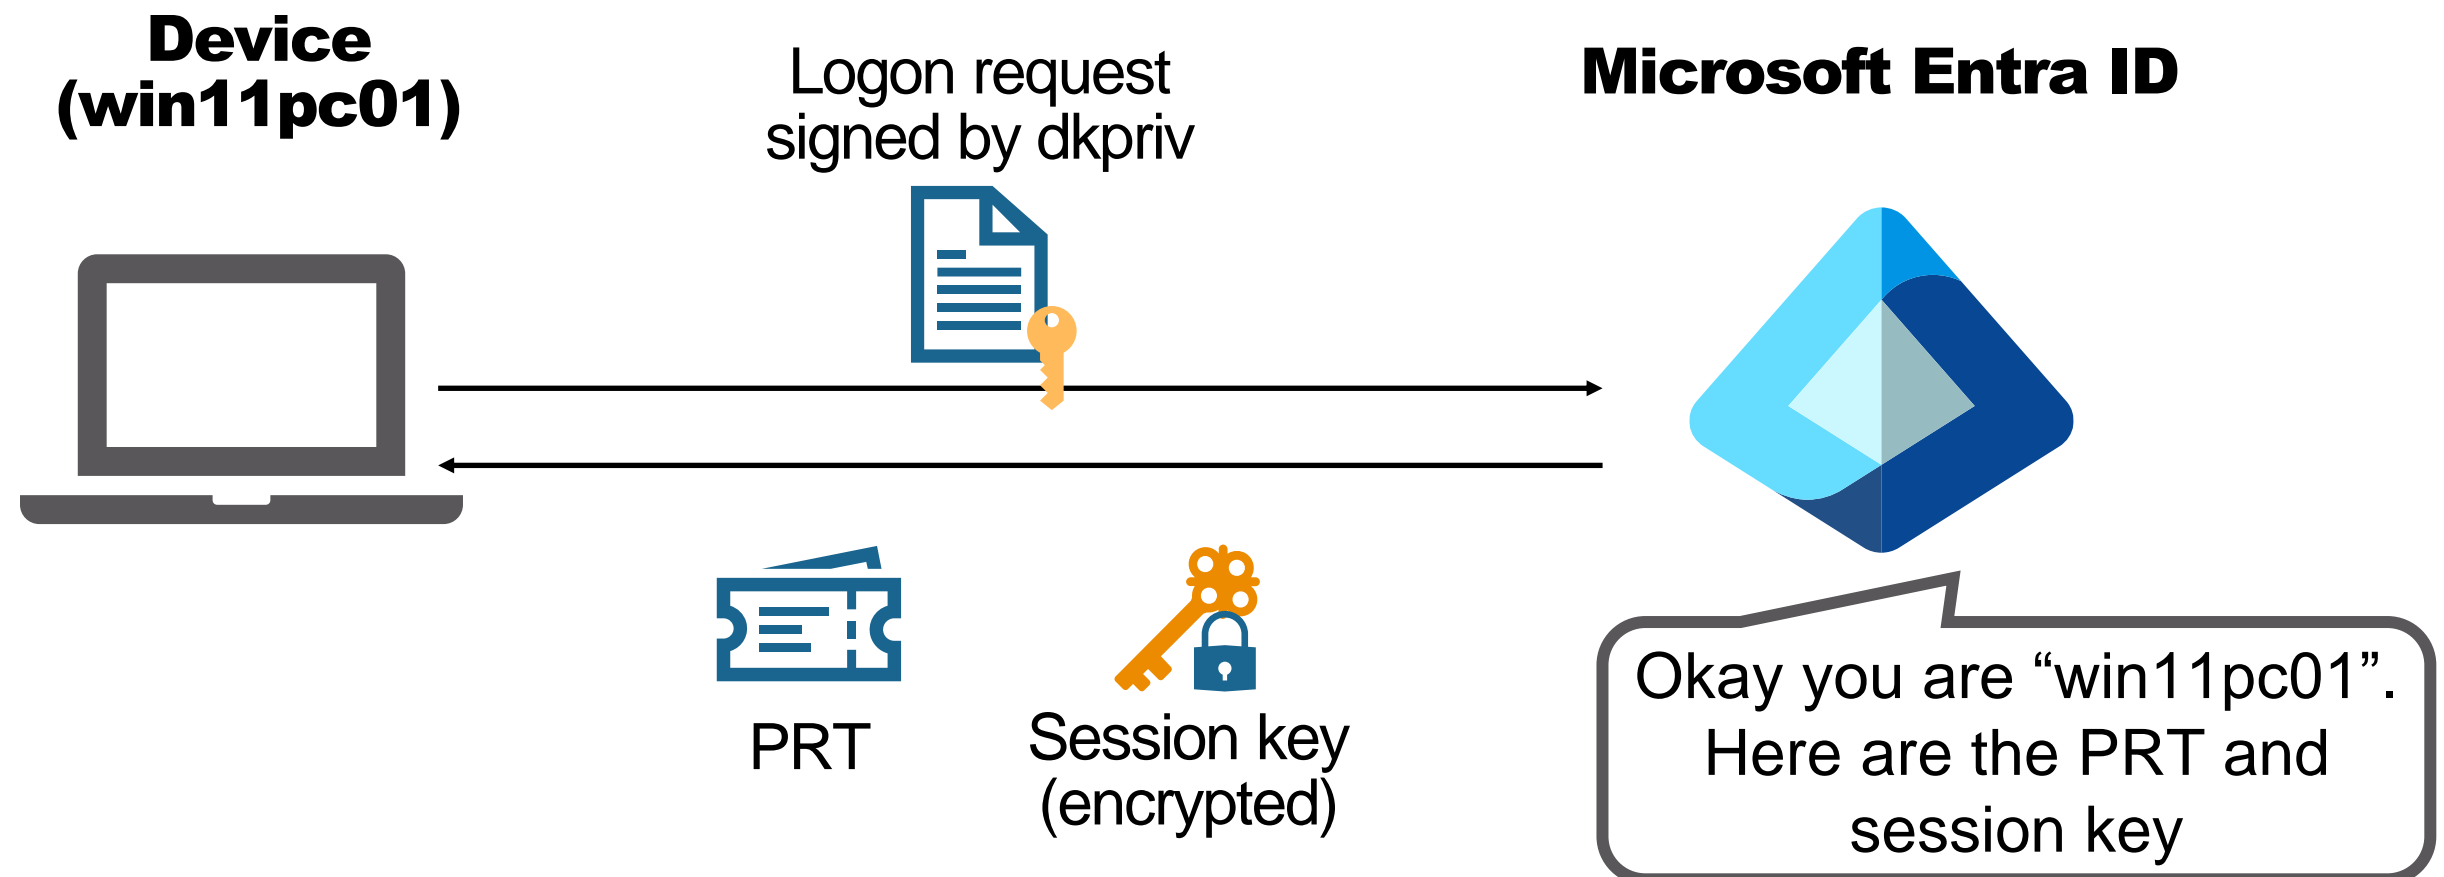 Device
(win11pc01)
Logon request
signed by dkpriv
Microsoft Entra ID
PRT
Session key
(encrypted)
Okay you are “win11pc01”.
Here are the PRT and
session key